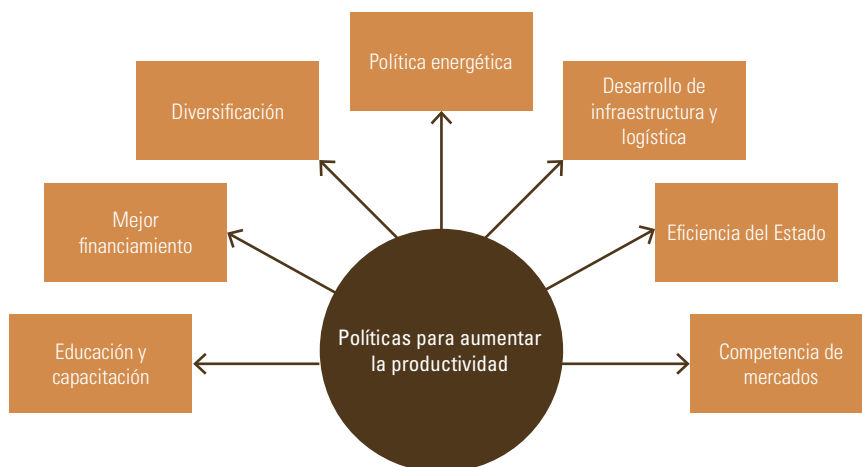 Política energética
Diversificación
Desarrollo de
infraestructura y
logística
Mejor
financiamiento
Eficiencia del Estado
Educación y
capacitación
Políticas para aumentar
la productividad
Competencia de
mercados